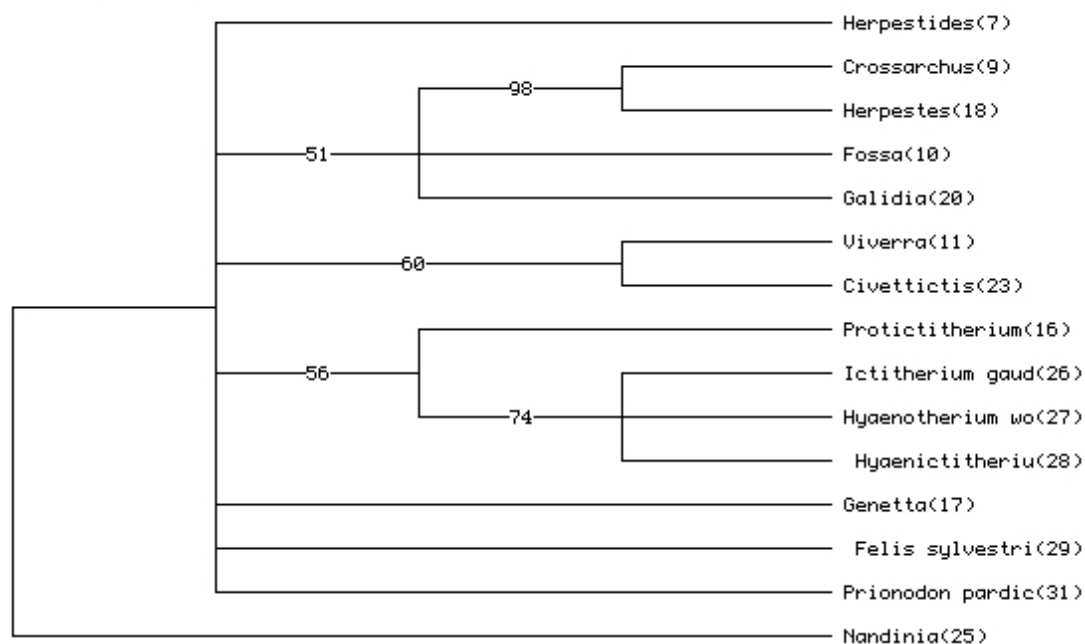 Herpestides(7)
Crossarchus(9)
98
Herpestes(18)
51
Fossa(10)
Galidia(20)
Viverra(11)
60
Civettictis(23)
Protictitherium(16)
56
Ictitherium gaud(26)
74
Hyaenotherium wo(27)
Hyaenictitheriu(28)
Genetta(17)
Felis sylvestri(29)
Prionodon pardic(31)
Nandinia(25)